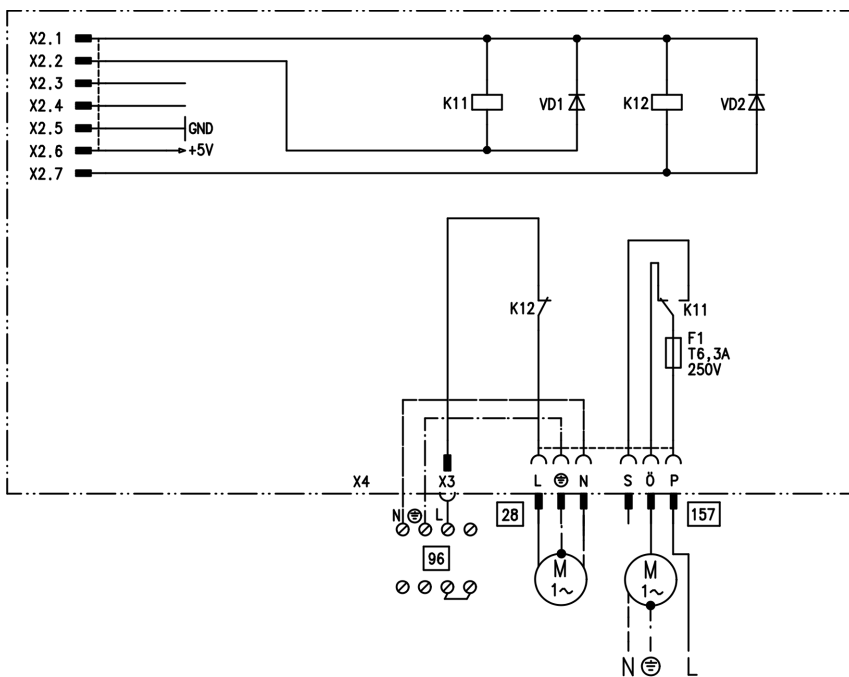 X2.1
X2.2
X2.3
X2.4
X2.5
X2.6
X2.7
GND
+5V
K11
VD1
K12
VD2
K12
K11
F1
T6,3A
250V
X4
X3
L
N
S
Ö
P
N
L
28
157
96
M
1~
M
1~
N
L